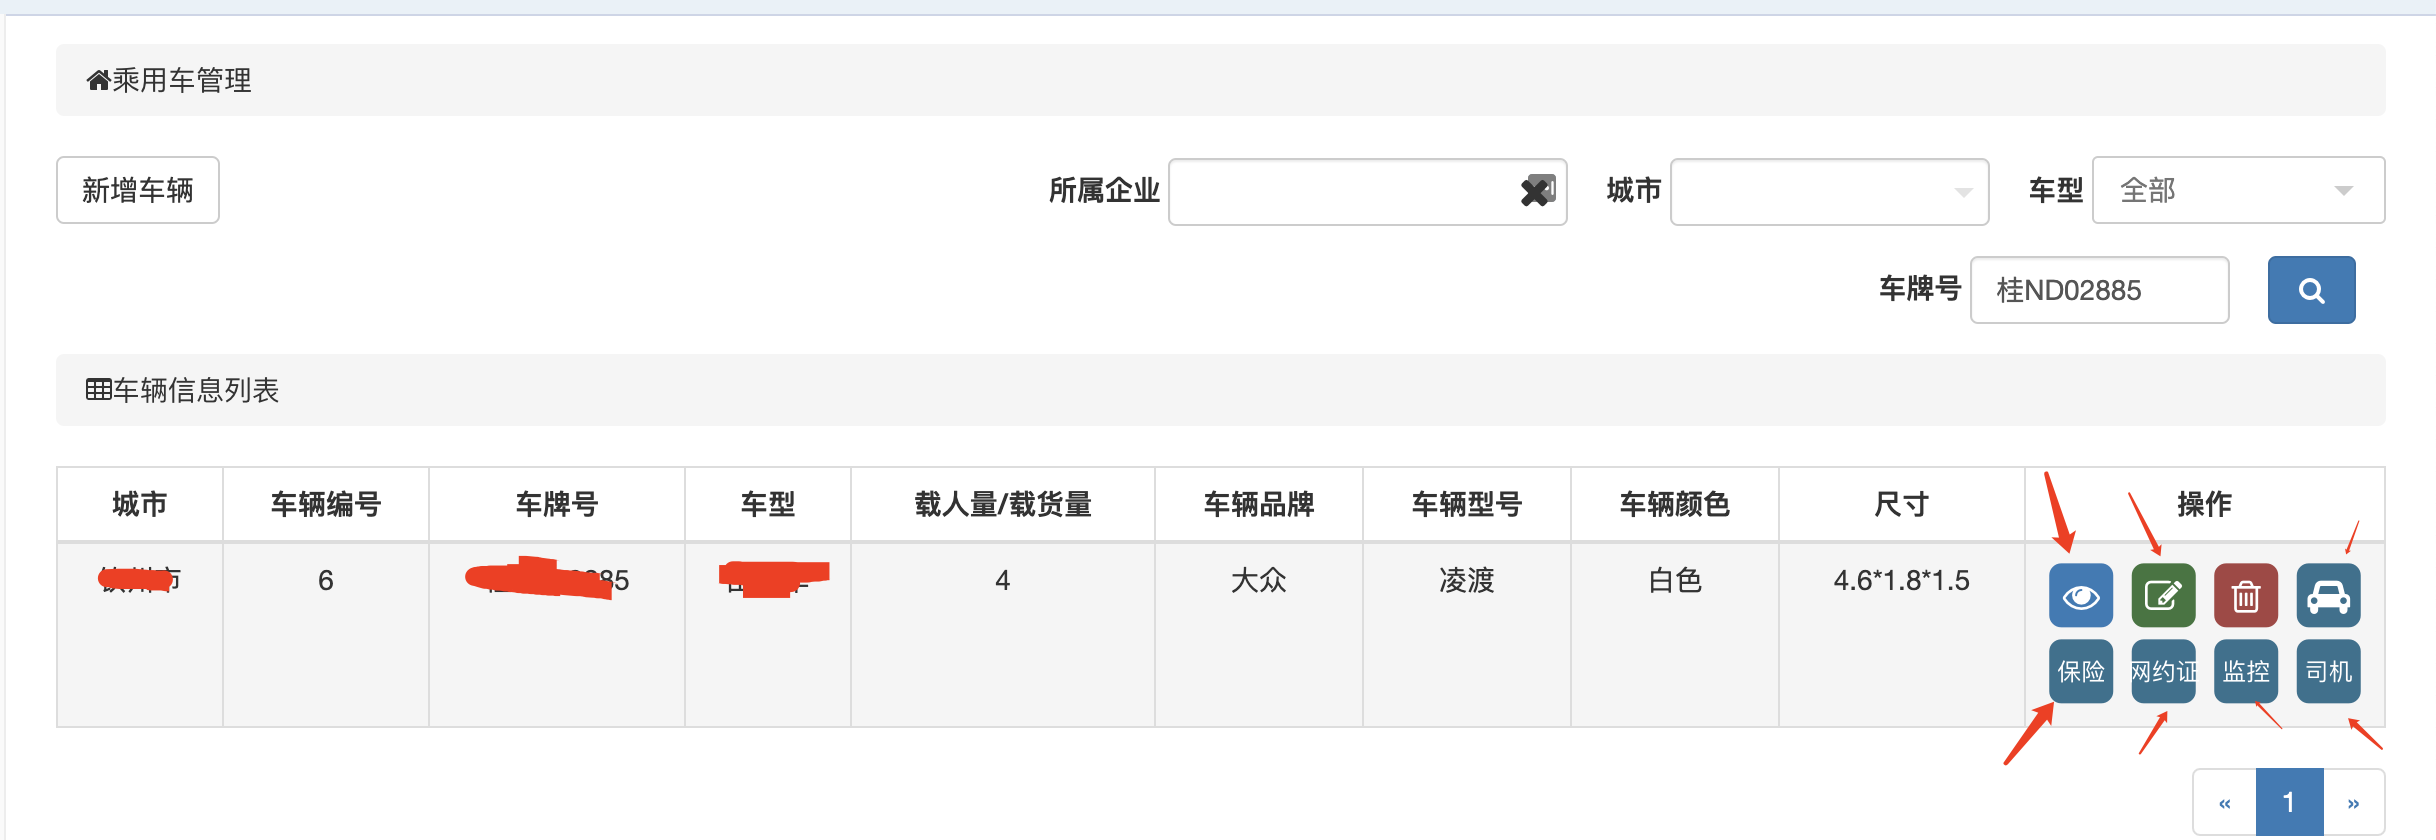 乘用车管理
新增车辆 所属企业 城市 车型 全部
车牌号 桂ND02885
车辆信息列表
城市 车辆编号 车牌号 车型 载人量/载货量 车辆品牌 车辆型号 车辆颜色 尺寸 操作
市 6 85 4 大众 凌渡 白色 4.6*1.8*1.5
保险 网约证 监控 司机
« 1 »